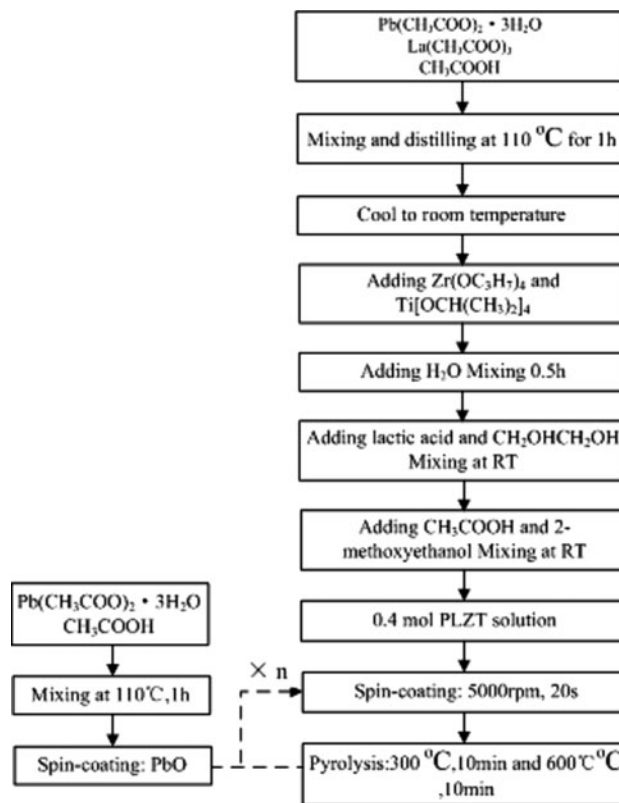 Pb(CH₃COO)₂ • 3H₂O
La(CH₃COO)₃
CH₃COOH
Mixing and distilling at 110 °C for 1h
Cool to room temperature
Adding Zr(OC₃H₇)₄ and
Ti[OCH(CH₃)₂]₄
Adding H₂O Mixing 0.5h
Adding lactic acid and CH₂OHCH₂OH
Mixing at RT
Adding CH₃COOH and 2-
methoxyethanol Mixing at RT
0.4 mol PLZT solution
Spin-coating: 5000rpm, 20s
Pyrolysis:300 °C,10min and 600℃°C
,10min
Pb(CH₃COO)₂ • 3H₂O
CH₃COOH
Mixing at 110℃,1h
Spin-coating: PbO
× n